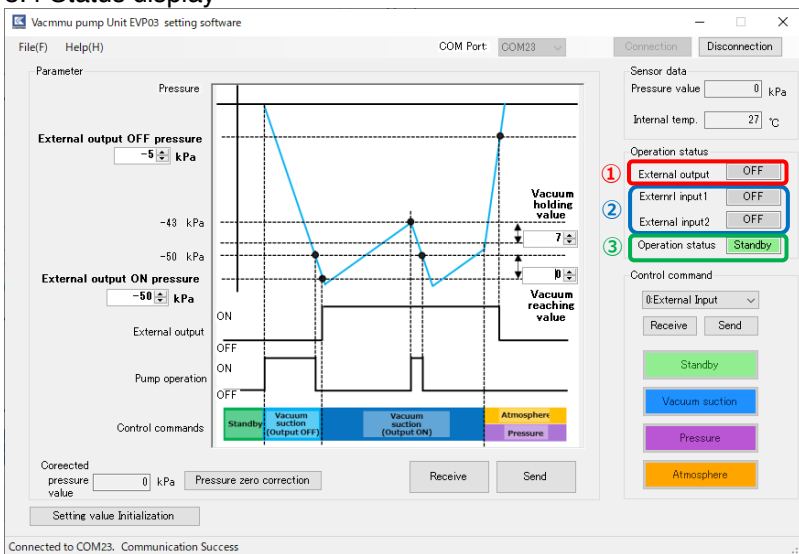 Vacmmu pump Unit EVP03 setting software
File(F) Help(H) COM Port: COM23 Connection Disconnection
Parameter
Pressure
External output OFF pressure
-5 kPa
-43 kPa
-50 kPa
External output ON pressure
-50 kPa
Vacuum
holding
value
7
0
Vacuum
reaching
value
External output
ON
OFF
Pump operation
ON
OFF
Control commands
Standby
Vacuum
suction
(Output OFF)
Vacuum
suction
(Output ON)
Atmosphere
Pressure
Coreected
pressure
value
0 kPa
Pressure zero correction
Receive Send
Setting value Initialization
Sensor data
Pressure value 0 kPa
Internal temp. 27 ℃
Operation status
① External output OFF
② Externrl input1 OFF
External input2 OFF
③ Operation status Standby
Control command
0:External Input
Receive Send
Standby
Vacuum suction
Pressure
Atmosphere
Connected to COM23. Communication Success